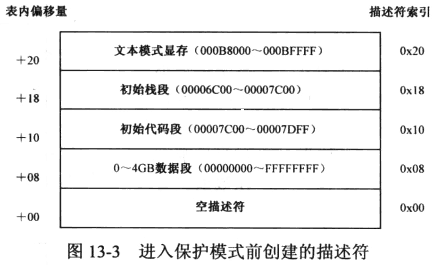 表内偏移量 描述符索引
文本模式显存（000B8000～000BFFFF） 0x20
+20
初始栈段（00006C00～00007C00） 0x18
+18
初始代码段（00007C00～00007DFF） 0x10
+10
0～4GB数据段（00000000～FFFFFFFF） 0x08
+08
空描述符 0x00
+00
图 13-3 进入保护模式前创建的描述符